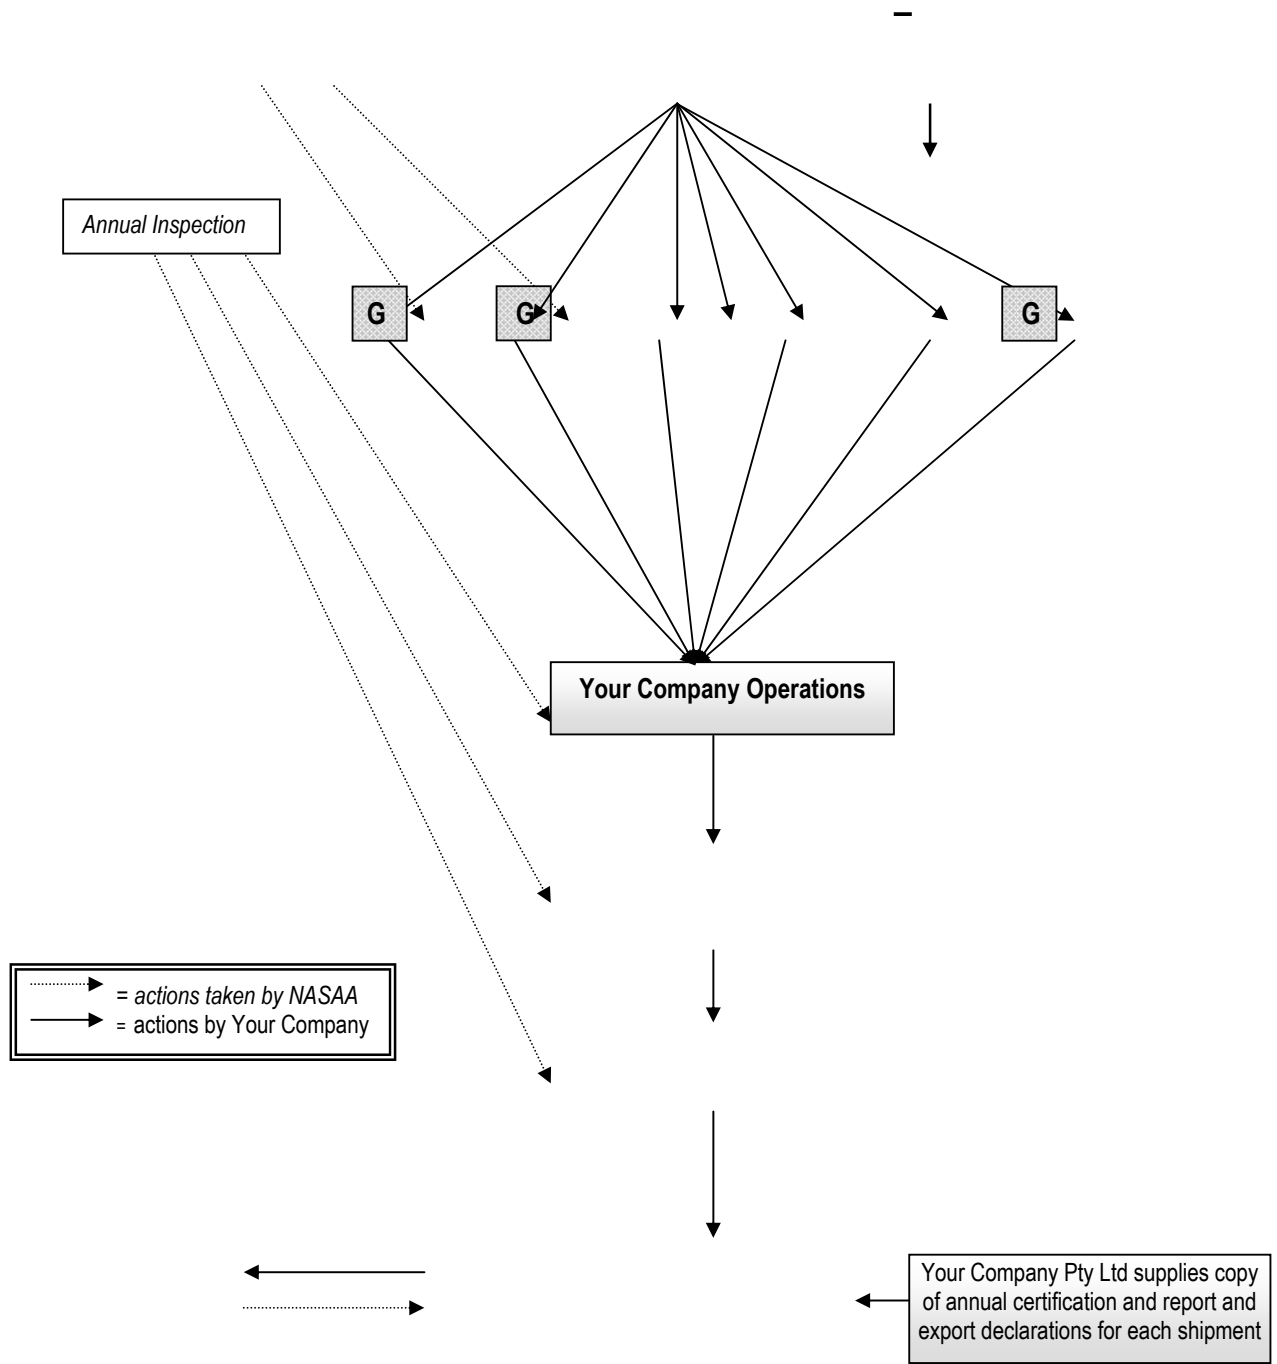 –
Annual Inspection
G
G
G
Your Company Operations
= actions taken by NASAA
= actions by Your Company
Your Company Pty Ltd supplies copy
of annual certification and report and
export declarations for each shipment